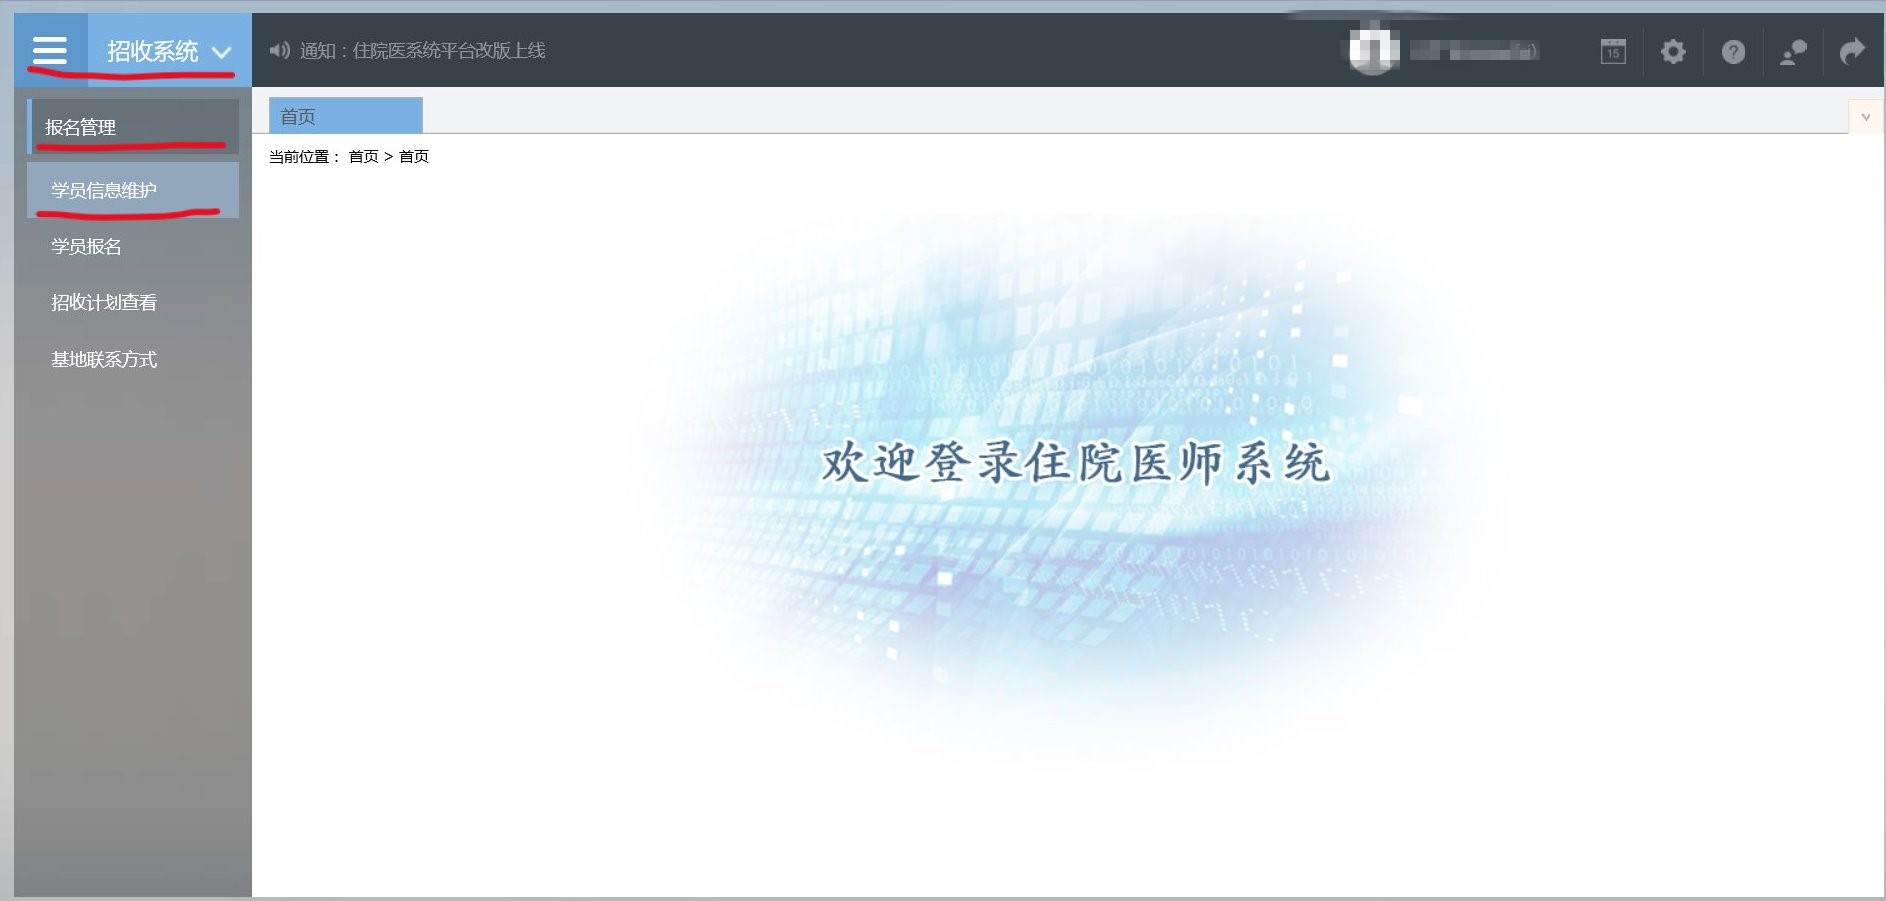 招收系统
通知：住院医系统平台改版上线
15
报名管理
首页
学员信息维护
当前位置： 首页 > 首页
学员报名
招收计划查看
基地联系方式
欢迎登录住院医师系统